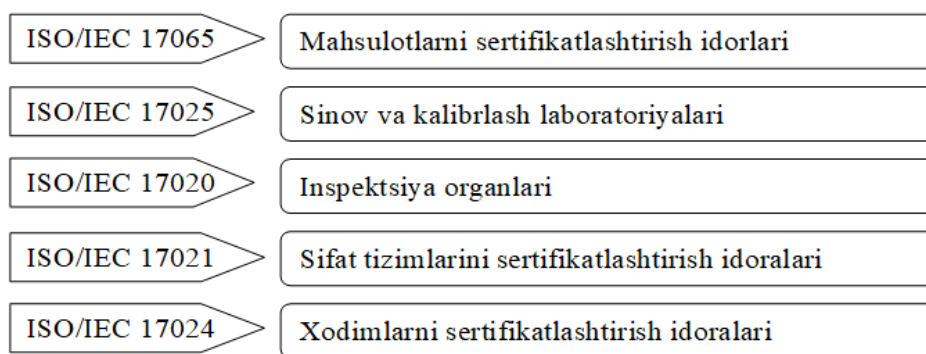 ISO/IEC 17065 Mahsulotlarni sertifikatlashtirish idorlari
ISO/IEC 17025 Sinov va kalibrlash laboratoriyalari
ISO/IEC 17020 Inspektsiya organlari
ISO/IEC 17021 Sifat tizimlarini sertifikatlashtirish idoralari
ISO/IEC 17024 Xodimlarni sertifikatlashtirish idoralari